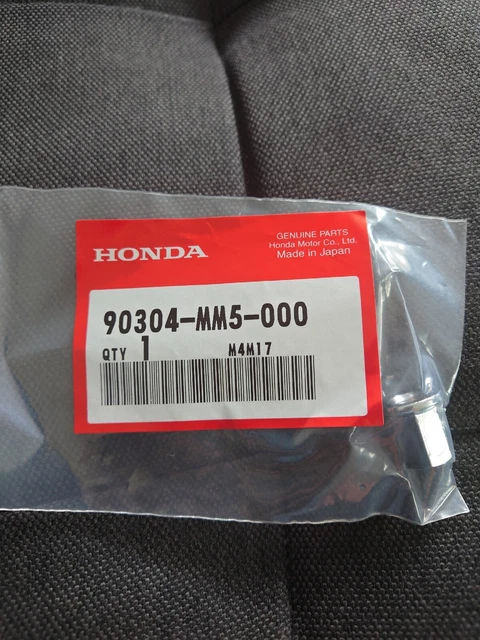 HONDA
GENUINE PARTS
Honda Motor Co., Ltd.
Made in Japan
90304-MM5-000
QTY 1 M4M17